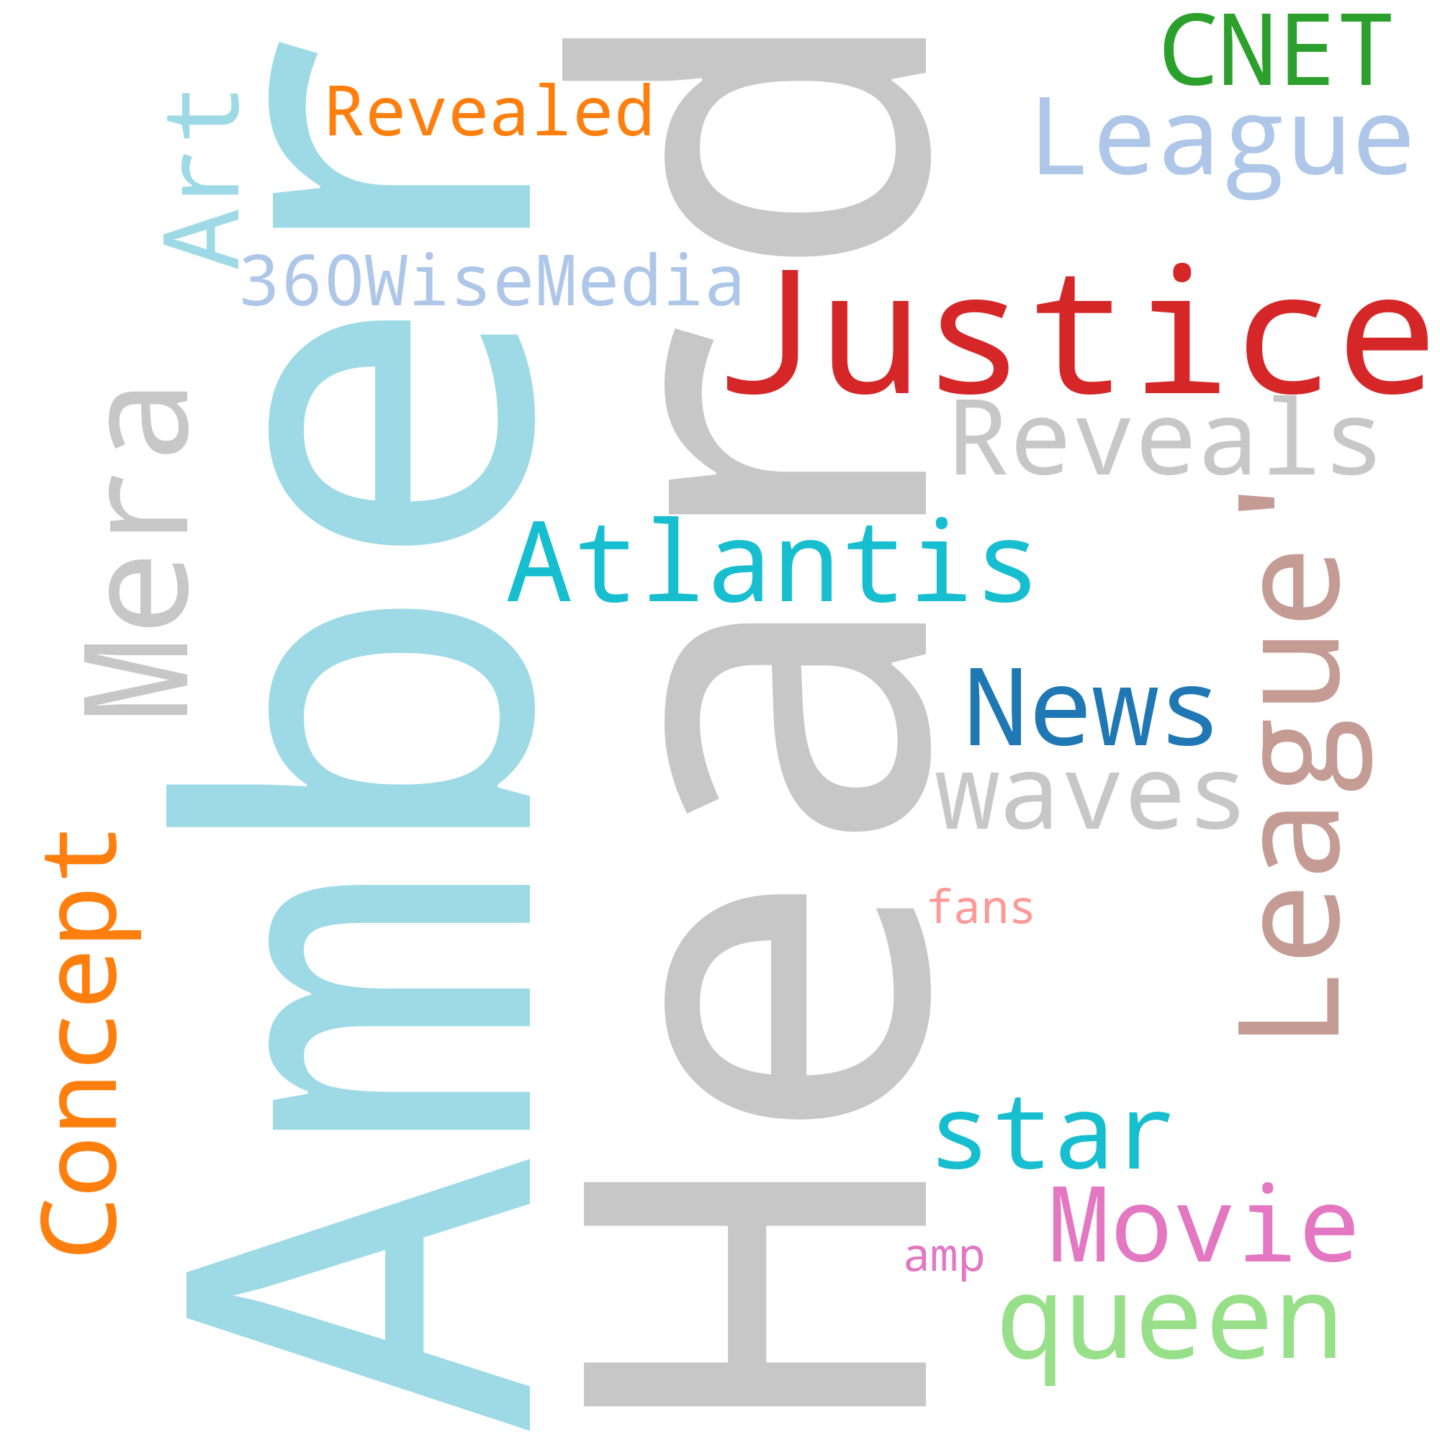 CNET
League
Revealed
Art
360WiseMedia
Justice
Reveals
Mera
Amber
Heard
Atlantis
News
waves
League'
fans
Concept
star
Movie
amp
queen